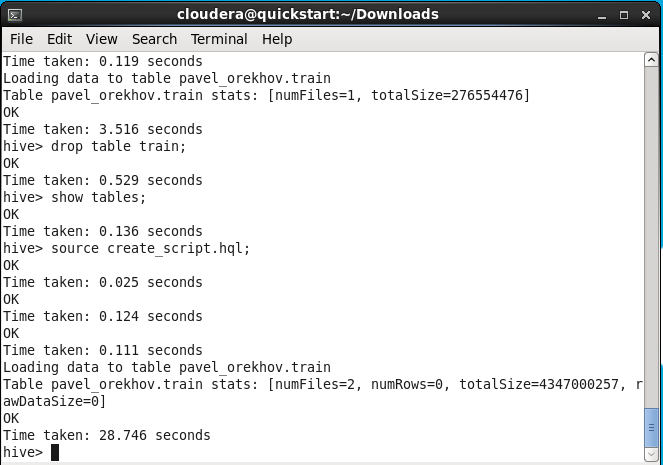 cloudera@quickstart:~/Downloads
File Edit View Search Terminal Help
Time taken: 0.119 seconds
Loading data to table pavel_orekhov.train
Table pavel_orekhov.train stats: [numFiles=1, totalSize=276554476]
OK
Time taken: 3.516 seconds
hive> drop table train;
OK
Time taken: 0.529 seconds
hive> show tables;
OK
Time taken: 0.136 seconds
hive> source create_script.hql;
OK
Time taken: 0.025 seconds
OK
Time taken: 0.124 seconds
OK
Time taken: 0.111 seconds
Loading data to table pavel_orekhov.train
Table pavel_orekhov.train stats: [numFiles=2, numRows=0, totalSize=4347000257, r
awDataSize=0]
OK
Time taken: 28.746 seconds
hive>